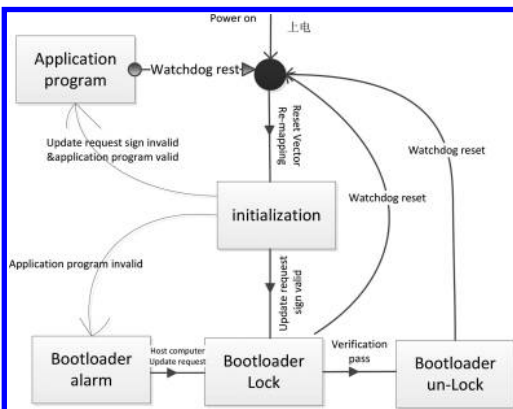 Power on
上电
Application
program
Watchdog rest
Reset Vector
Re-mapping
Update request sign invalid
&application program valid
Watchdog reset
Watchdog reset
initialization
Application program invalid
Update request
sign valid
Bootloader
alarm
Host computer
Update request
Bootloader
Lock
Verification
pass
Bootloader
un-Lock